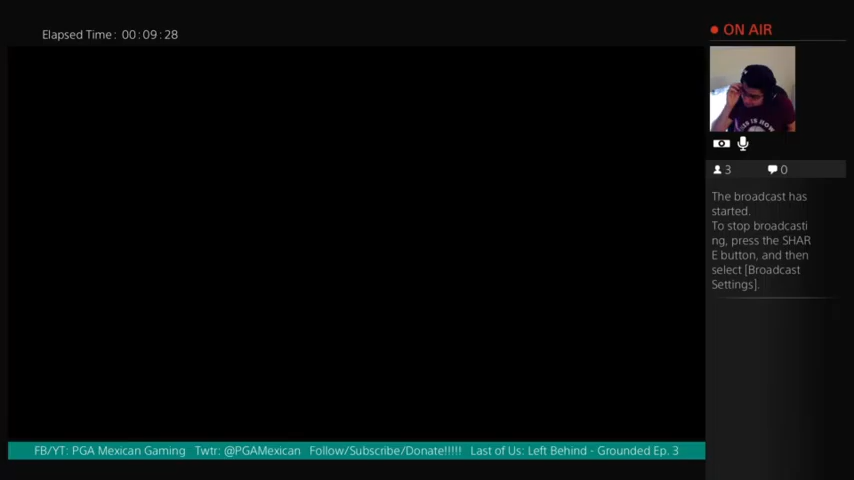 Elapsed Time: 00:09:28
ON AIR
3
0
The broadcast has
started.
To stop broadcasti
ng, press the SHAR
E button, and then
select [Broadcast
Settings].
FB/YT: PGA Mexican Gaming Twtr: @PGAMexican Follow/Subscribe/Donate!!!!! Last of Us: Left Behind - Grounded Ep. 3